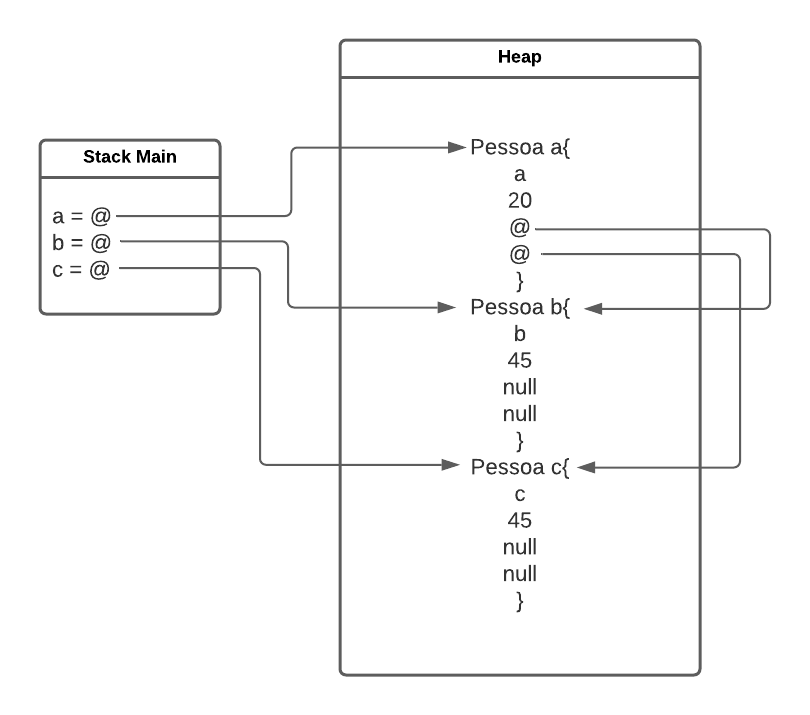 Heap
Pessoa a{
a
20
@
@
}
Pessoa b{
b
45
null
null
}
Pessoa c{
c
45
null
null
}
Stack Main
a = @
b = @
c = @